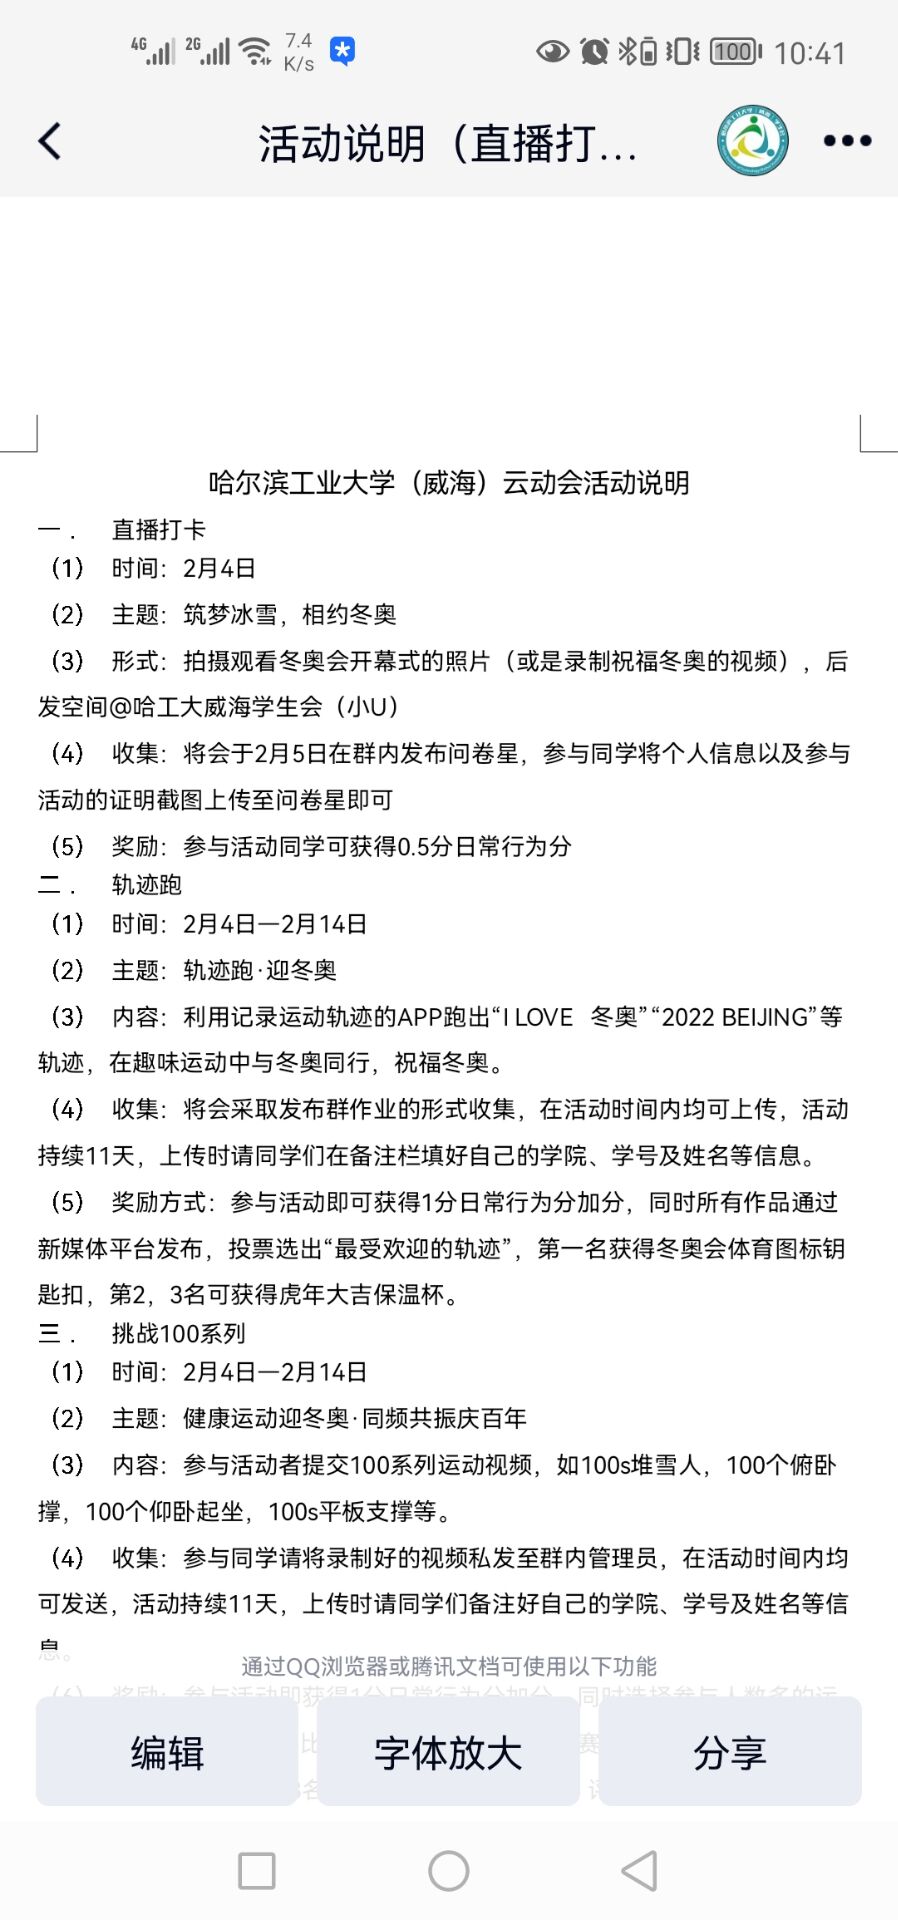 4G 2G 7.4 K/s 100 10:41
活动说明（直播打...
哈尔滨工业大学（威海）云动会活动说明
一． 直播打卡
（1） 时间：2月4日
（2） 主题：筑梦冰雪，相约冬奥
（3） 形式：拍摄观看冬奥会开幕式的照片（或是录制祝福冬奥的视频），后
发空间@哈工大威海学生会（小U）
（4） 收集：将会于2月5日在群内发布问卷星，参与同学将个人信息以及参与
活动的证明截图上传至问卷星即可
（5） 奖励：参与活动同学可获得0.5分日常行为分
二． 轨迹跑
（1） 时间：2月4日—2月14日
（2） 主题：轨迹跑·迎冬奥
（3） 内容：利用记录运动轨迹的APP跑出“I LOVE 冬奥”“2022 BEIJING”等
轨迹，在趣味运动中与冬奥同行，祝福冬奥。
（4） 收集：将会采取发布群作业的形式收集，在活动时间内均可上传，活动
持续11天，上传时请同学们在备注栏填好自己的学院、学号及姓名等信息。
（5） 奖励方式：参与活动即可获得1分日常行为分加分，同时所有作品通过
新媒体平台发布，投票选出“最受欢迎的轨迹”，第一名获得冬奥会体育图标钥
匙扣，第2，3名可获得虎年大吉保温杯。
三． 挑战100系列
（1） 时间：2月4日—2月14日
（2） 主题：健康运动迎冬奥·同频共振庆百年
（3） 内容：参与活动者提交100系列运动视频，如100s堆雪人，100个俯卧
撑，100个仰卧起坐，100s平板支撑等。
（4） 收集：参与同学请将录制好的视频私发至群内管理员，在活动时间内均
可发送，活动持续11天，上传时请同学们备注好自己的学院、学号及姓名等信
息。
通过QQ浏览器或腾讯文档可使用以下功能
编辑 字体放大 分享